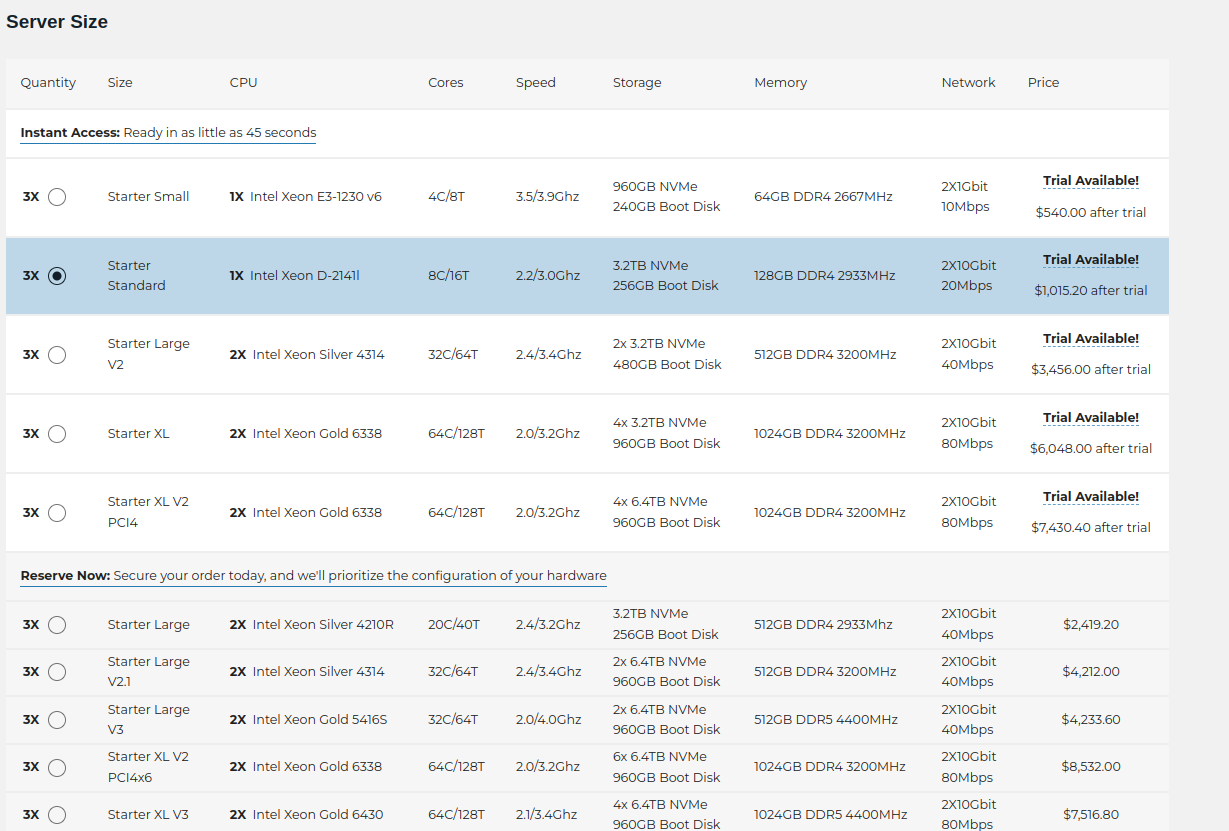 Server Size
Quantity Size CPU Cores Speed Storage Memory Network Price
Instant Access: Ready in as little as 45 seconds
3X Starter Small 1X Intel Xeon E3-1230 v6 4C/8T 3.5/3.9Ghz 960GB NVMe 240GB Boot Disk 64GB DDR4 2667MHz 2X1Gbit 10Mbps Trial Available! $540.00 after trial
3X Starter Standard 1X Intel Xeon D-2141I 8C/16T 2.2/3.0Ghz 3.2TB NVMe 256GB Boot Disk 128GB DDR4 2933MHz 2X10Gbit 20Mbps Trial Available! $1,015.20 after trial
3X Starter Large V2 2X Intel Xeon Silver 4314 32C/64T 2.4/3.4Ghz 2x 3.2TB NVMe 480GB Boot Disk 512GB DDR4 3200MHz 2X10Gbit 40Mbps Trial Available! $3,456.00 after trial
3X Starter XL 2X Intel Xeon Gold 6338 64C/128T 2.0/3.2Ghz 4x 3.2TB NVMe 960GB Boot Disk 1024GB DDR4 3200MHz 2X10Gbit 80Mbps Trial Available! $6,048.00 after trial
3X Starter XL V2 PCI4 2X Intel Xeon Gold 6338 64C/128T 2.0/3.2Ghz 4x 6.4TB NVMe 960GB Boot Disk 1024GB DDR4 3200MHz 2X10Gbit 80Mbps Trial Available! $7,430.40 after trial
Reserve Now: Secure your order today, and we'll prioritize the configuration of your hardware
3X Starter Large 2X Intel Xeon Silver 4210R 20C/40T 2.4/3.2Ghz 3.2TB NVMe 256GB Boot Disk 512GB DDR4 2933Mhz 2X10Gbit 40Mbps $2,419.20
3X Starter Large V2.1 2X Intel Xeon Silver 4314 32C/64T 2.4/3.4Ghz 2x 6.4TB NVMe 960GB Boot Disk 512GB DDR4 3200MHz 2X10Gbit 40Mbps $4,212.00
3X Starter Large V3 2X Intel Xeon Gold 5416S 32C/64T 2.0/4.0Ghz 2x 6.4TB NVMe 960GB Boot Disk 512GB DDR5 4400MHz 2X10Gbit 40Mbps $4,233.60
3X Starter XL V2 PCI4x6 2X Intel Xeon Gold 6338 64C/128T 2.0/3.2Ghz 6x 6.4TB NVMe 960GB Boot Disk 1024GB DDR4 3200MHz 2X10Gbit 80Mbps $8,532.00
3X Starter XL V3 2X Intel Xeon Gold 6430 64C/128T 2.1/3.4Ghz 4x 6.4TB NVMe 960GB Boot Disk 1024GB DDR5 4400MHz 2X10Gbit 80Mbps $7,516.80